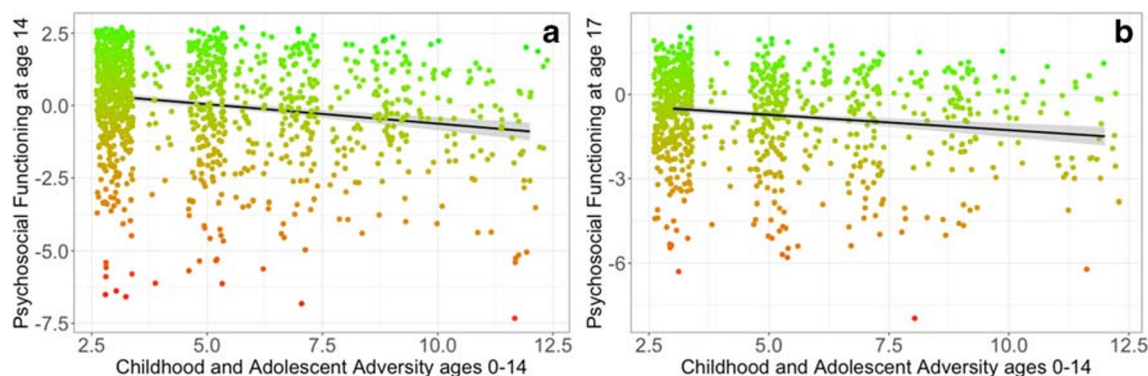 a
Psychosocial Functioning at age 14
2.5
0.0
-2.5
-5.0
-7.5
2.5 5.0 7.5 10.0 12.5
Childhood and Adolescent Adversity ages 0-14
b
Psychosocial Functioning at age 17
0
-3
-6
2.5 5.0 7.5 10.0 12.5
Childhood and Adolescent Adversity ages 0-14